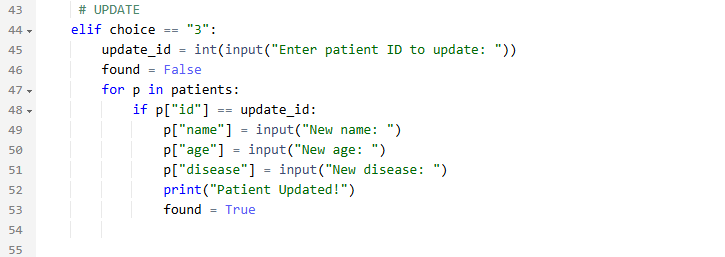 43 # UPDATE
44 elif choice == "3":
45 update_id = int(input("Enter patient ID to update: "))
46 found = False
47 for p in patients:
48 if p["id"] == update_id:
49 p["name"] = input("New name: ")
50 p["age"] = input("New age: ")
51 p["disease"] = input("New disease: ")
52 print("Patient Updated!")
53 found = True
54
55